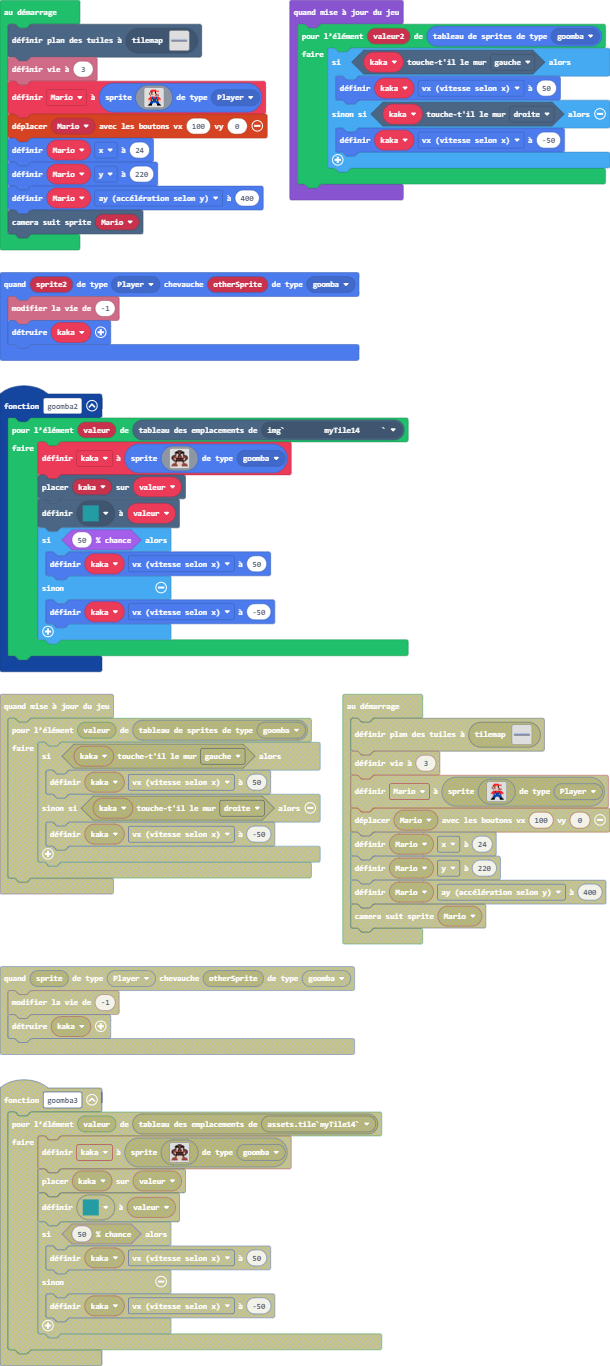 au démarrage
définir plan des tuiles à tilemap
définir vie à 3
définir Mario à sprite de type Player
déplacer Mario avec les boutons vx 100 vy 0
définir Mario x à 24
définir Mario y à 220
définir Mario ay (accélération selon y) à 400
camera suit sprite Mario
quand mise à jour du jeu
pour l'élément valeur2 de tableau de sprites de type goomba
faire
si kaka touche-t'il le mur gauche alors
définir kaka vx (vitesse selon x) à 50
sinon si kaka touche-t'il le mur droite alors
définir kaka vx (vitesse selon x) à -50
quand sprite2 de type Player chevauche otherSprite de type goomba
modifier la vie de -1
détruire kaka
fonction goomba2
pour l'élément valeur de tableau des emplacements de img` myTile14 `
faire
définir kaka à sprite de type goomba
placer kaka sur valeur
définir à valeur
si 50 % chance alors
définir kaka vx (vitesse selon x) à 50
sinon
définir kaka vx (vitesse selon x) à -50
quand mise à jour du jeu
pour l'élément valeur de tableau de sprites de type goomba
faire
si kaka touche-t'il le mur gauche alors
définir kaka vx (vitesse selon x) à 50
sinon si kaka touche-t'il le mur droite alors
définir kaka vx (vitesse selon x) à -50
au démarrage
définir plan des tuiles à tilemap
définir vie à 3
définir Mario à sprite de type Player
déplacer Mario avec les boutons vx 100 vy 0
définir Mario x à 24
définir Mario y à 220
définir Mario ay (accélération selon y) à 400
camera suit sprite Mario
quand sprite de type Player chevauche otherSprite de type goomba
modifier la vie de -1
détruire kaka
fonction goomba3
pour l'élément valeur de tableau des emplacements de assets.tile`myTile14`
faire
définir kaka à sprite de type goomba
placer kaka sur valeur
définir à valeur
si 50 % chance alors
définir kaka vx (vitesse selon x) à 50
sinon
définir kaka vx (vitesse selon x) à -50